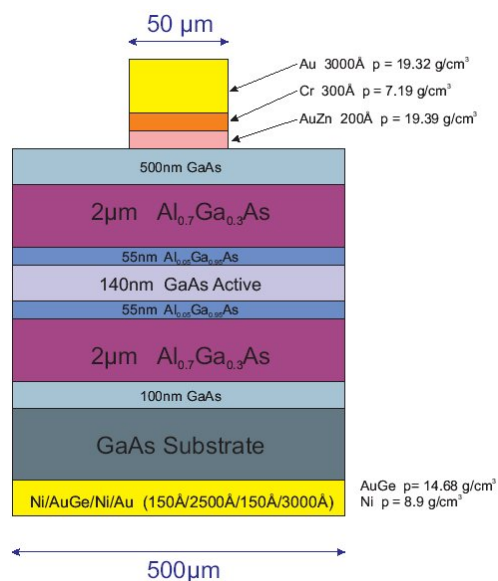 50 µm
Au 3000Å p = 19.32 g/cm³
Cr 300Å p = 7.19 g/cm³
AuZn 200Å p = 19.39 g/cm³
500nm GaAs
2µm Al₀.₇Ga₀.₃As
55nm Al₀.₀₅Ga₀.₉₅As
140nm GaAs Active
55nm Al₀.₀₅Ga₀.₉₅As
2µm Al₀.₇Ga₀.₃As
100nm GaAs
GaAs Substrate
Ni/AuGe/Ni/Au (150Å/2500Å/150Å/3000Å)
AuGe p= 14.68 g/cm³
Ni p = 8.9 g/cm³
500µm